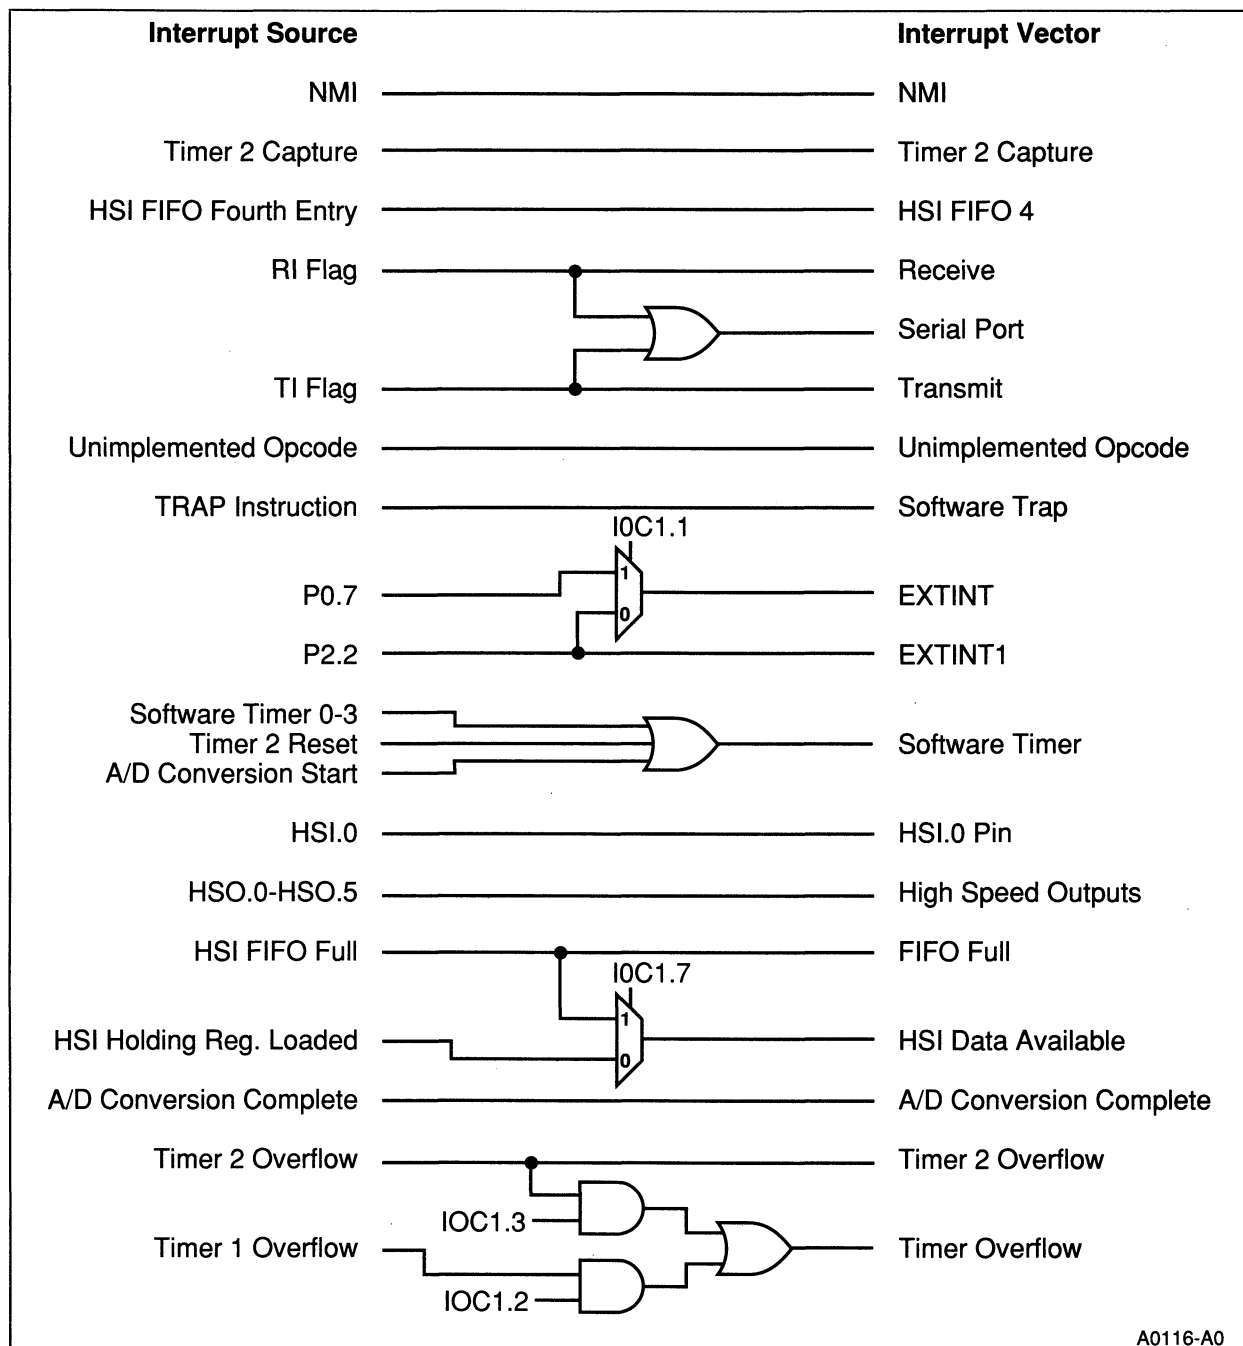 Interrupt Source Interrupt Vector
NMI NMI
Timer 2 Capture Timer 2 Capture
HSI FIFO Fourth Entry HSI FIFO 4
RI Flag Receive
Serial Port
TI Flag Transmit
Unimplemented Opcode Unimplemented Opcode
TRAP Instruction Software Trap
I0C1.1
1
P0.7 EXTINT
0
P2.2 EXTINT1
Software Timer 0-3
Timer 2 Reset Software Timer
A/D Conversion Start
HSI.0 HSI.0 Pin
HSO.0-HSO.5 High Speed Outputs
HSI FIFO Full FIFO Full
I0C1.7
1
HSI Holding Reg. Loaded HSI Data Available
0
A/D Conversion Complete A/D Conversion Complete
Timer 2 Overflow Timer 2 Overflow
IOC1.3
Timer 1 Overflow Timer Overflow
IOC1.2
A0116-A0